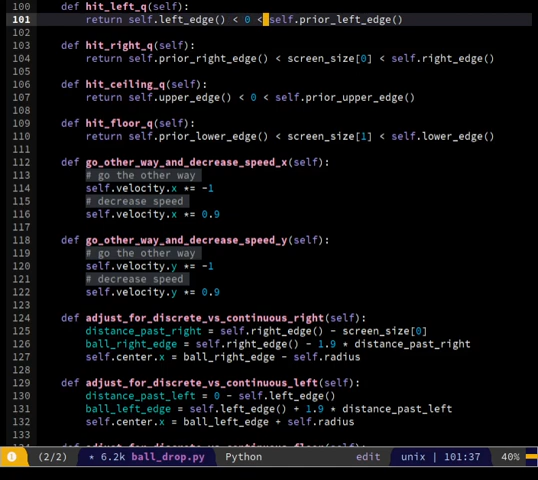 100 def hit_left_q(self):
101 return self.left_edge() < 0 < self.prior_left_edge()
102
103 def hit_right_q(self):
104 return self.prior_right_edge() < screen_size[0] < self.right_edge()
105
106 def hit_ceiling_q(self):
107 return self.upper_edge() < 0 < self.prior_upper_edge()
108
109 def hit_floor_q(self):
110 return self.prior_lower_edge() < screen_size[1] < self.lower_edge()
111
112 def go_other_way_and_decrease_speed_x(self):
113 # go the other way
114 self.velocity.x *= -1
115 # decrease speed
116 self.velocity.x *= 0.9
117
118 def go_other_way_and_decrease_speed_y(self):
119 # go the other way
120 self.velocity.y *= -1
121 # decrease speed
122 self.velocity.y *= 0.9
123
124 def adjust_for_discrete_vs_continuous_right(self):
125 distance_past_right = self.right_edge() - screen_size[0]
126 ball_right_edge = self.right_edge() - 1.9 * distance_past_right
127 self.center.x = ball_right_edge - self.radius
128
129 def adjust_for_discrete_vs_continuous_left(self):
130 distance_past_left = 0 - self.left_edge()
131 ball_left_edge = self.left_edge() + 1.9 * distance_past_left
132 self.center.x = ball_left_edge + self.radius
133
(2/2) * 6.2k ball_drop.py Python edit unix | 101:37 40%